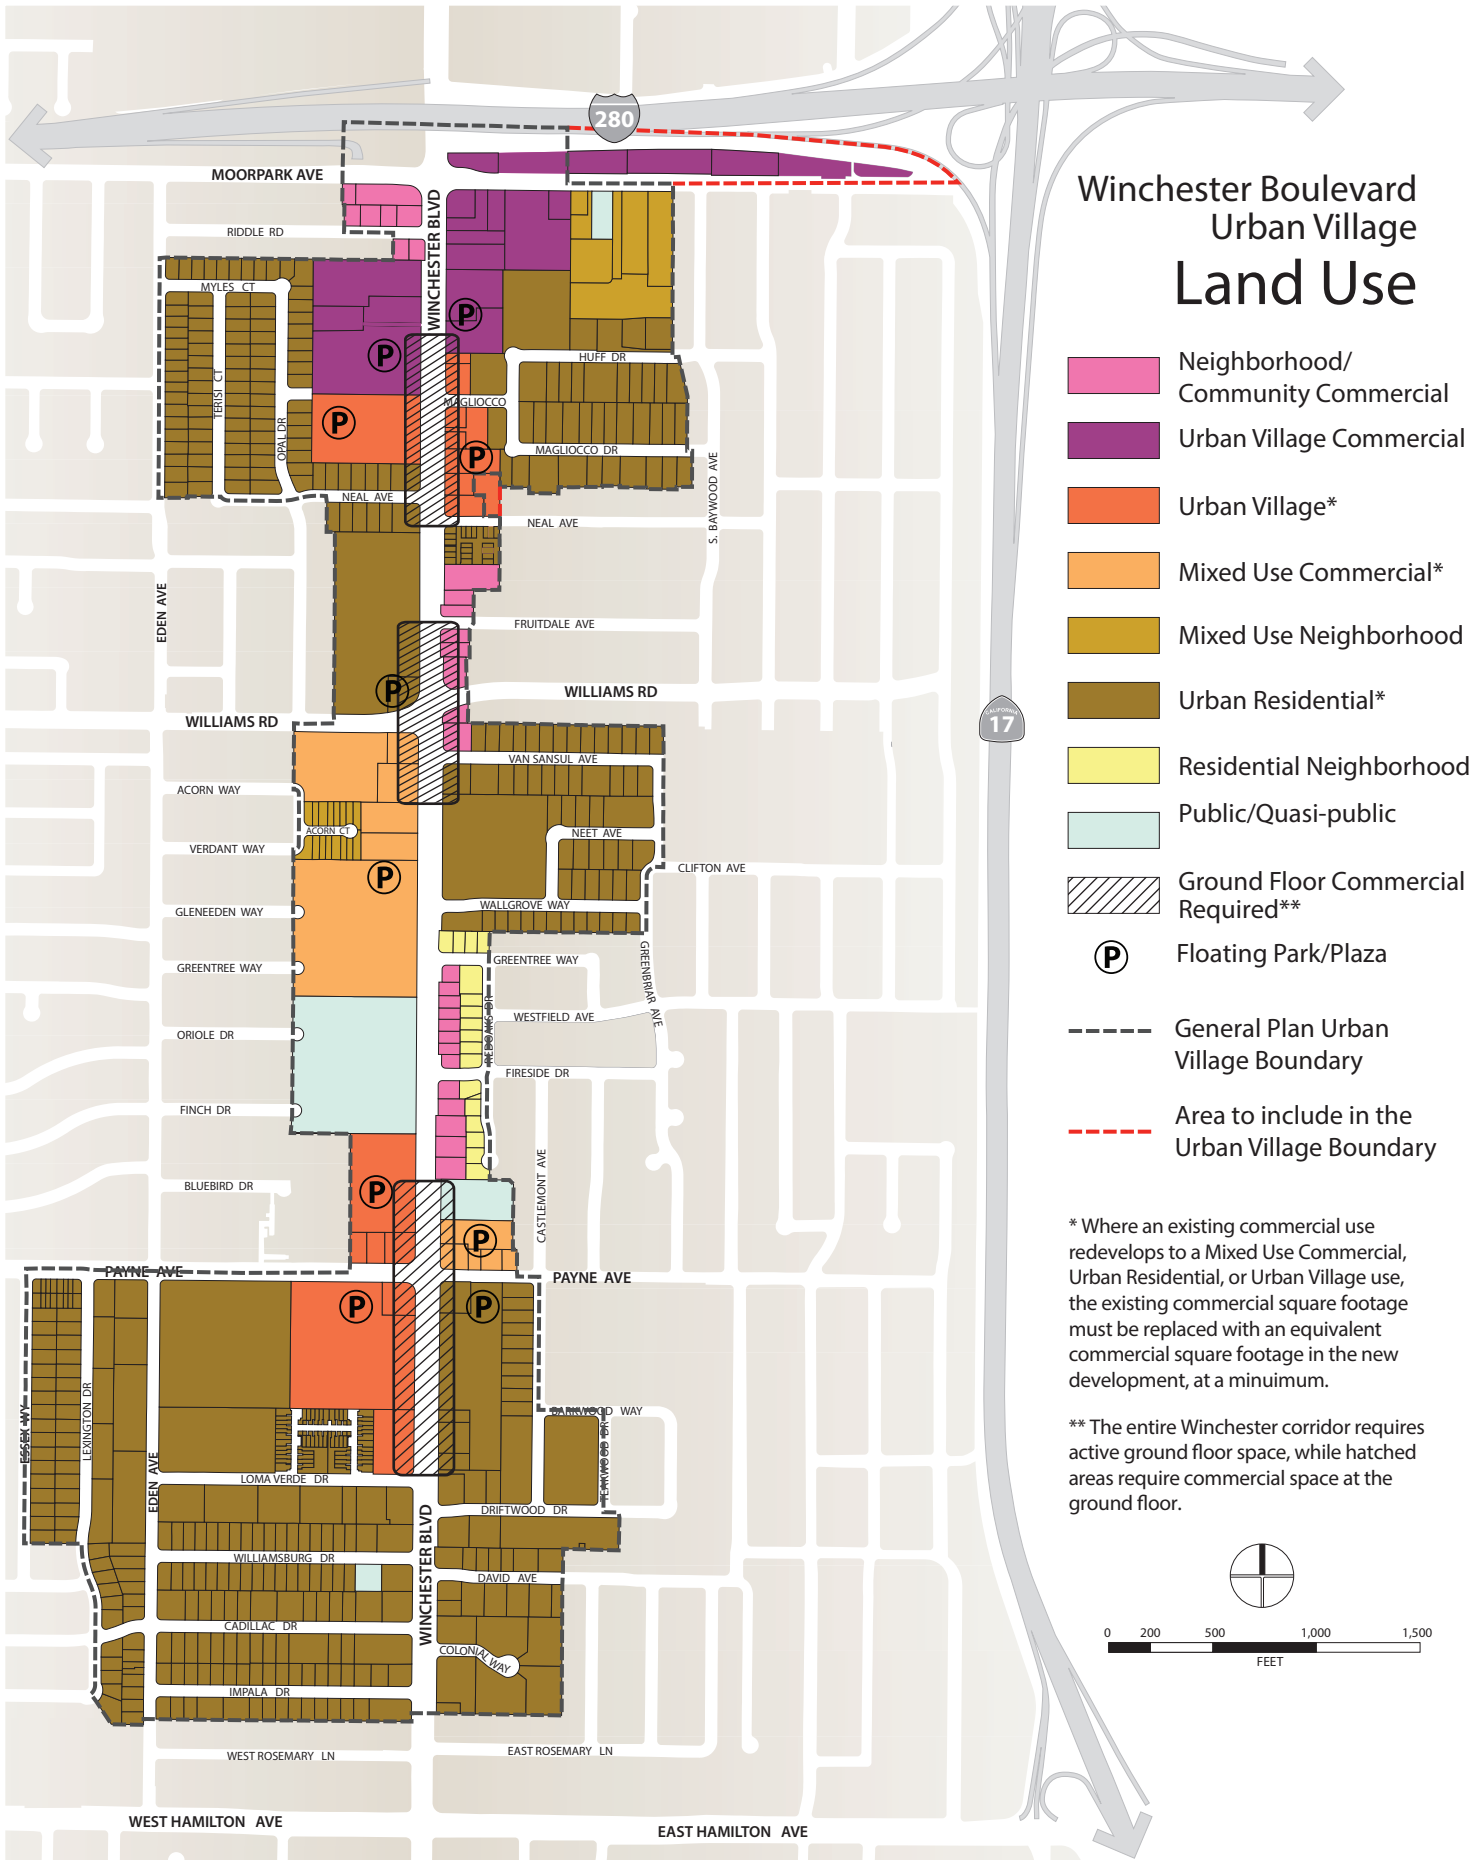 280
MOORPARK AVE
WINCHESTER BLVD
RIDDLE RD
MYLES CT
TERISI CT
OPAL DR
P
P
P
P
HUFF DR
MAGLIOCCO
MAGLIOCCO DR
NEAL AVE
NEAL AVE
S. BAYWOOD AVE
EDEN AVE
FRUITDALE AVE
P
WILLIAMS RD
WILLIAMS RD
VAN SANSUL AVE
ACORN WAY
ACORN CT
NEET AVE
VERDANT WAY
CLIFTON AVE
P
GLENEEDEN WAY
WALLGROVE WAY
GREENTREE WAY
GREENTREE WAY
GREENBRIAR AVE
REDOAKS DR
WESTFIELD AVE
ORIOLE DR
FIRESIDE DR
FINCH DR
CASTLEMONT AVE
BLUEBIRD DR
P
P
PAYNE AVE
PAYNE AVE
P
P
ESSEX WY
LEXINGTON DR
EDEN AVE
PARKWOOD WAY
TEAKWOOD DR
LOMA VERDE DR
DRIFTWOOD DR
WINCHESTER BLVD
WILLIAMSBURG DR
DAVID AVE
CADILLAC DR
COLONIAL WAY
IMPALA DR
WEST ROSEMARY LN
EAST ROSEMARY LN
WEST HAMILTON AVE
EAST HAMILTON AVE
CALIFORNIA
17
Winchester Boulevard
Urban Village
Land Use
Neighborhood/
Community Commercial
Urban Village Commercial
Urban Village*
Mixed Use Commercial*
Mixed Use Neighborhood
Urban Residential*
Residential Neighborhood
Public/Quasi-public
Ground Floor Commercial
Required**
P
Floating Park/Plaza
General Plan Urban
Village Boundary
Area to include in the
Urban Village Boundary
* Where an existing commercial use
redevelops to a Mixed Use Commercial,
Urban Residential, or Urban Village use,
the existing commercial square footage
must be replaced with an equivalent
commercial square footage in the new
development, at a minuimum.
** The entire Winchester corridor requires
active ground floor space, while hatched
areas require commercial space at the
ground floor.
0 200 500 1,000 1,500
FEET